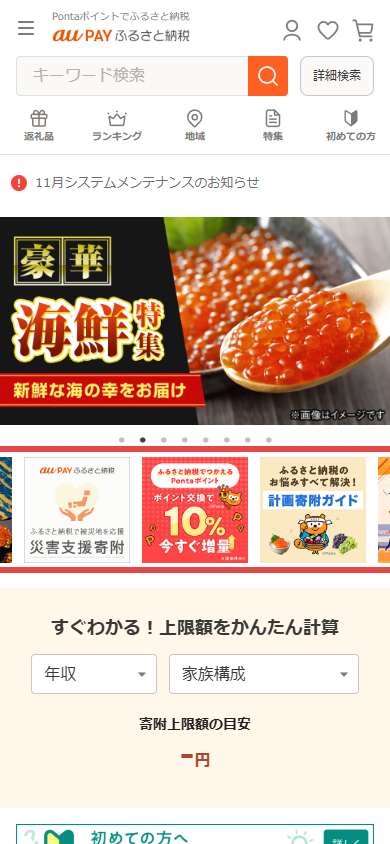 Pontaポイントでふるさと納税
au PAY ふるさと納税
キーワード検索
詳細検索
返礼品
ランキング
地域
特集
初めての方
11月システムメンテナンスのお知らせ
豪華
海鮮特集
新鮮な海の幸をお届け
※画像はイメージです
au PAY ふるさと納税
ふるさと納税で被災地を応援
災害支援寄附
ふるさと納税でつかえる
Pontaポイント
ポイント交換で
10%
今すぐ増量
ふるさと納税の
お悩みすべて解決！
計画寄附ガイド
すぐわかる！上限額をかんたん計算
年収
家族構成
寄附上限額の目安
-円
初めての方へ